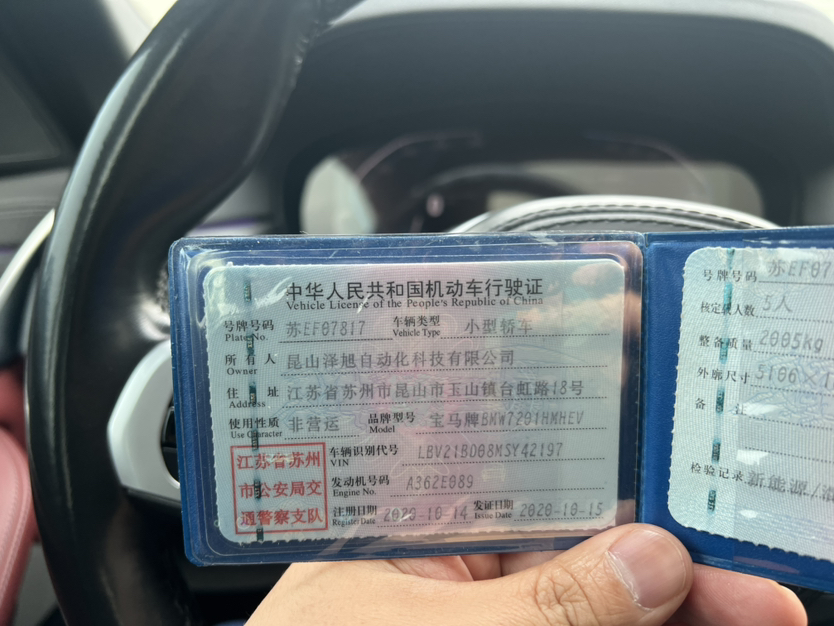 中华人民共和国机动车行驶证
Vehicle License of the People's Republic of China
号牌号码 苏EF07817 车辆类型 小型轿车
Plate No. Vehicle Type
所有人 昆山泽旭自动化科技有限公司
Owner
住址 江苏省苏州市昆山市玉山镇台虹路18号
Address
使用性质 非营运 品牌型号 宝马牌BMW7201HMHEV
Use Character Model
江苏省苏州
市公安局交
通警察支队
车辆识别代号 LBV21BD08MSY42197
VIN
发动机号码 A362E089
Engine No.
注册日期 2020-10-14 发证日期 2020-10-15
Register Date Issue Date
号牌号码 苏EF07
核定载人数 5人
整备质量 2005kg
外廓尺寸 5106×1
备注
检验记录 新能源